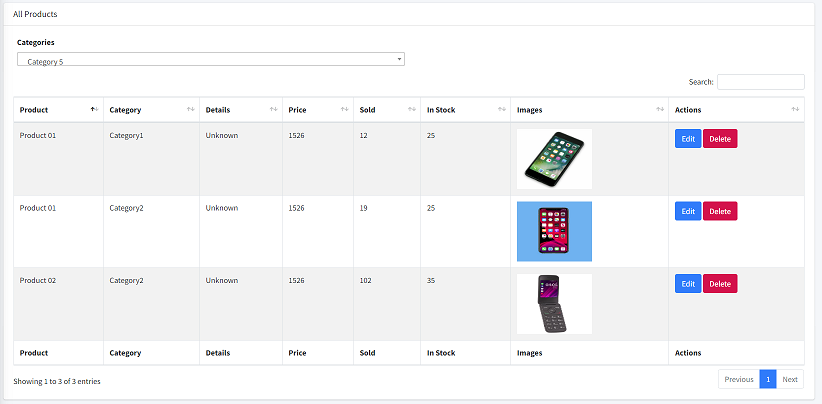 All Products
Categories
Category 5
Search:
Product Category Details Price Sold In Stock Images Actions
Product 01 Category1 Unknown 1526 12 25 Edit Delete
Product 01 Category2 Unknown 1526 19 25 Edit Delete
Product 02 Category2 Unknown 1526 102 35 Edit Delete
Product Category Details Price Sold In Stock Images Actions
Showing 1 to 3 of 3 entries
Previous 1 Next